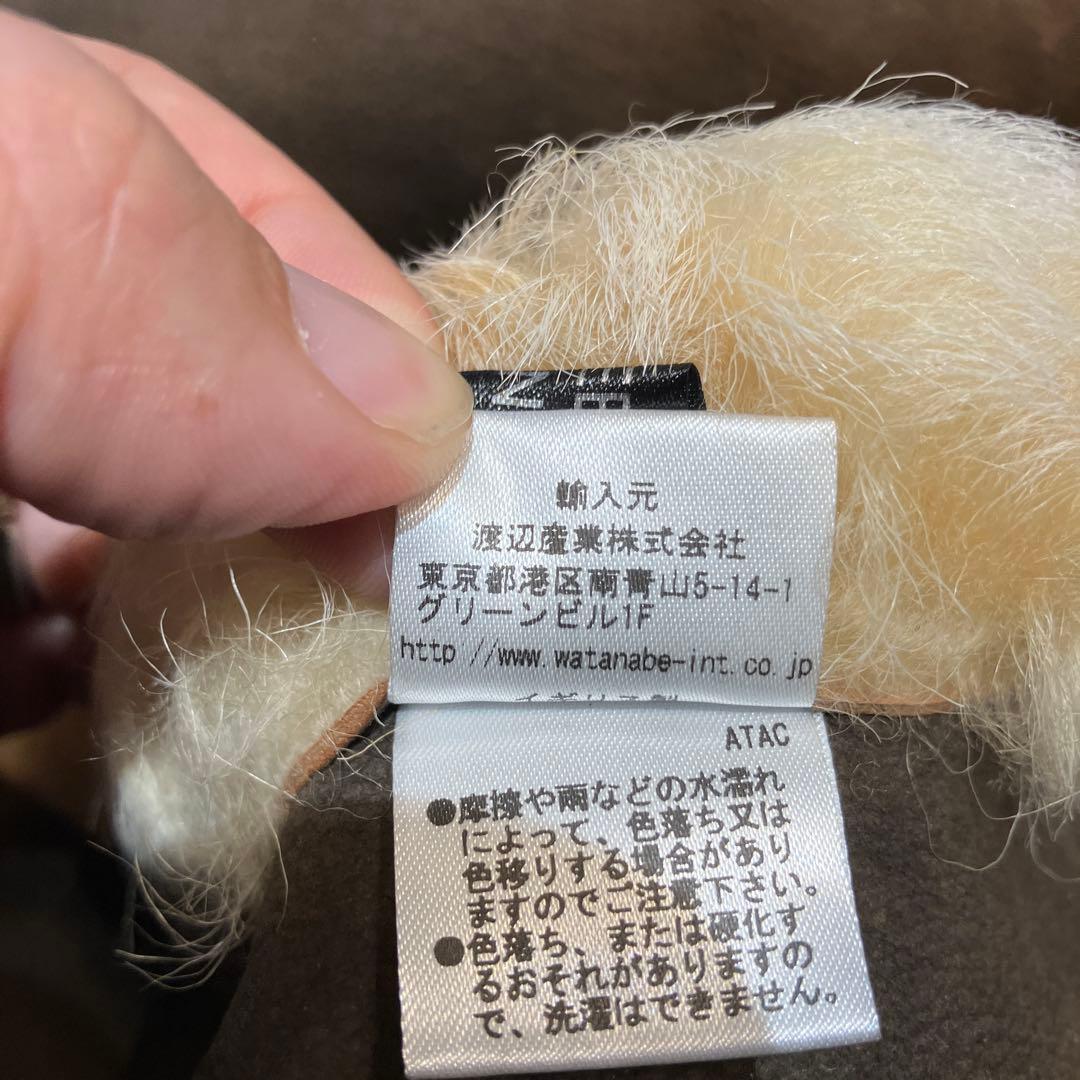 輸入元
渡辺産業株式会社
東京都港区南青山5-14-1
グリーンビル1F
http://www.watanabe-int.co.jp
イギリス製
ATAC
●摩擦や雨などの水濡れ
によって、色落ち又は
色移りする場合があり
ますのでご注意下さい。
●色落ち、または硬化す
るおそれがありますの
で、洗濯はできません。